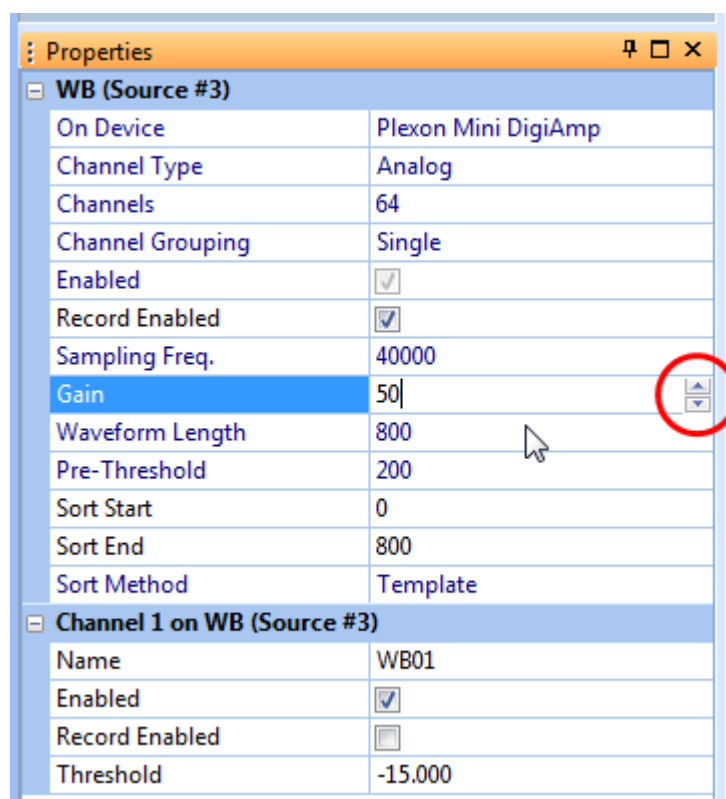 Properties
WB (Source #3)
On Device Plexon Mini DigiAmp
Channel Type Analog
Channels 64
Channel Grouping Single
Enabled
Record Enabled
Sampling Freq. 40000
Gain 50
Waveform Length 800
Pre-Threshold 200
Sort Start 0
Sort End 800
Sort Method Template
Channel 1 on WB (Source #3)
Name WB01
Enabled
Record Enabled
Threshold -15.000